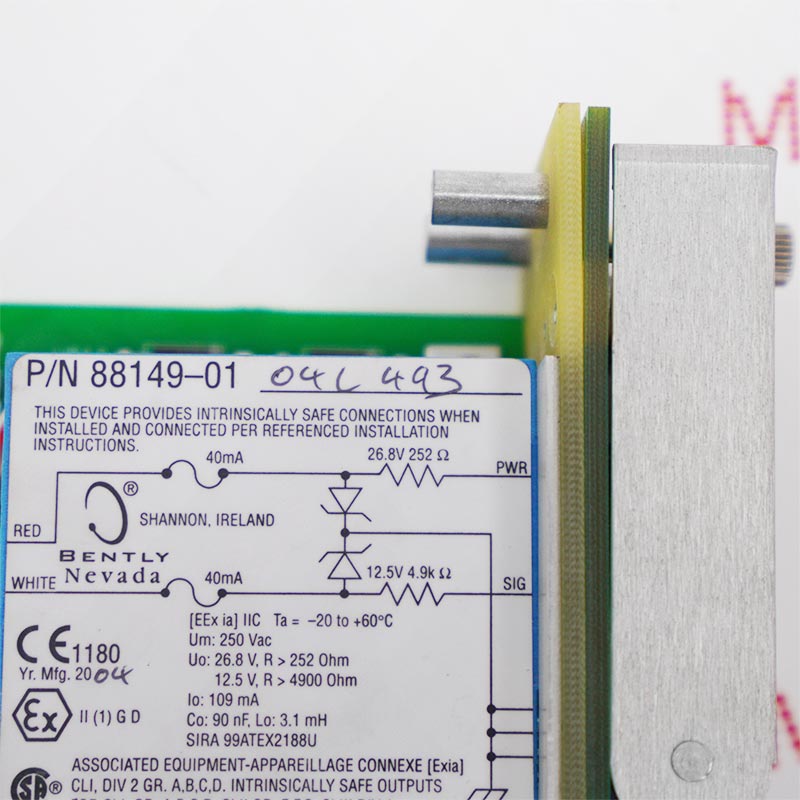 P/N 88149-01 04L 493
THIS DEVICE PROVIDES INTRINSICALLY SAFE CONNECTIONS WHEN
INSTALLED AND CONNECTED PER REFERENCED INSTALLATION
INSTRUCTIONS.
40mA
26.8V 252 Ω
PWR
®
SHANNON, IRELAND
RED
BENTLY
Nevada
WHITE
40mA
12.5V 4.9k Ω
SIG
[EEx ia] IIC Ta = -20 to +60°C
Um: 250 Vac
Uo: 26.8 V, R > 252 Ohm
12.5 V, R > 4900 Ohm
Io: 109 mA
Co: 90 nF, Lo: 3.1 mH
SIRA 99ATEX2188U
CE 1180
Yr. Mfg. 2004
Ex II (1) G D
ASSOCIATED EQUIPMENT-APPAREILLAGE CONNEXE [Exia]
SA ® CLI, DIV 2 GR. A,B,C,D. INTRINSICALLY SAFE OUTPUTS
M